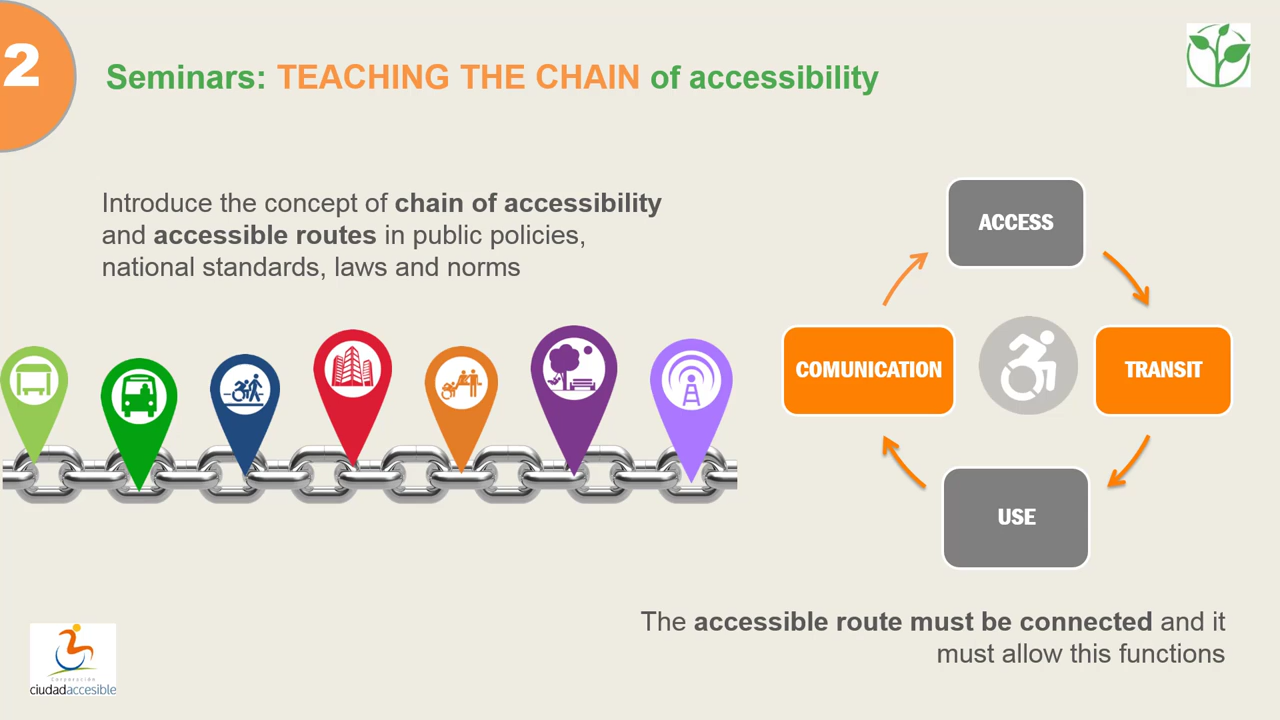 2
Seminars: TEACHING THE CHAIN of accessibility
Introduce the concept of chain of accessibility
and accessible routes in public policies,
national standards, laws and norms
ACCESS
COMUNICATION
TRANSIT
USE
The accessible route must be connected and it
must allow this functions
Corporación
ciudadaccesible